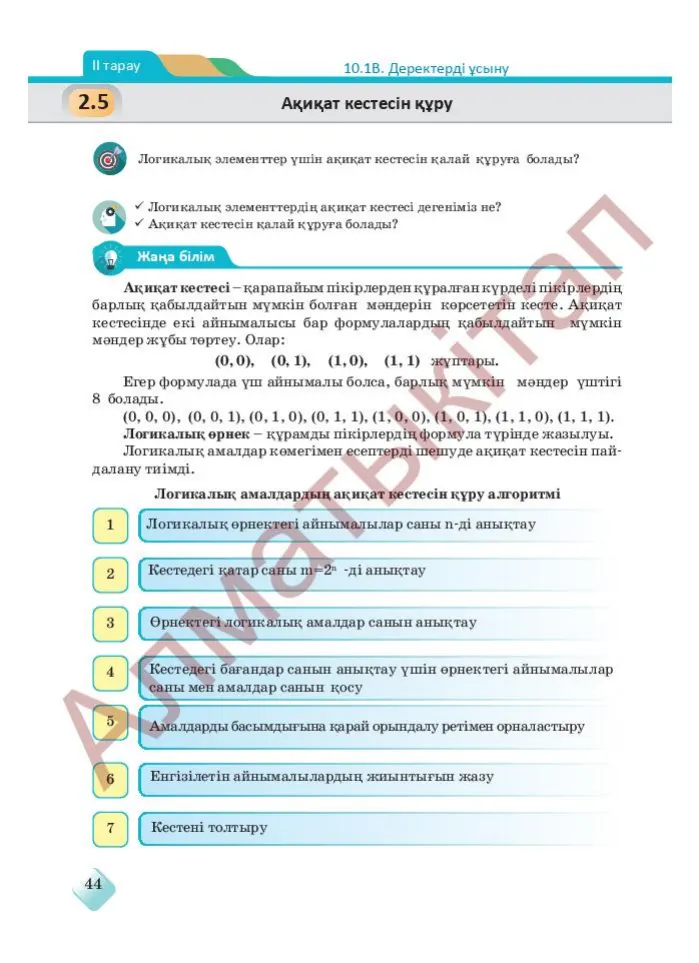 II тарау
10.1В. Деректерді ұсыну
2.5
Ақиқат кестесін құру
Логикалық элементтер үшін ақиқат кестесін қалай құруға болады?
✓ Логикалық элементтердің ақиқат кестесі дегеніміз не?
✓ Ақиқат кестесін қалай құруға болады?
Жаңа білім
Ақиқат кестесі – қарапайым пікірлерден құралған күрделі пікірлердің
барлық қабылдайтын мүмкін болған мәндерін көрсететін кесте. Ақиқат
кестесінде екі айнымалысы бар формулалардың қабылдайтын мүмкін
мәндер жұбы төртеу. Олар:
(0, 0), (0, 1), (1, 0), (1, 1) жұптары.
Егер формулада үш айнымалы болса, барлық мүмкін мәндер үштігі
8 болады.
(0, 0, 0), (0, 0, 1), (0, 1, 0), (0, 1, 1), (1, 0, 0), (1, 0, 1), (1, 1, 0), (1, 1, 1).
Логикалық өрнек – құрамды пікірлердің формула түрінде жазылуы.
Логикалық амалдар көмегімен есептерді шешуде ақиқат кестесін пай-
далану тиімді.
Логикалық амалдардың ақиқат кестесін құру алгоритмі
1 Логикалық өрнектегі айнымалылар саны n-ді анықтау
2 Кестедегі қатар саны m=2ⁿ -ді анықтау
3 Өрнектегі логикалық амалдар санын анықтау
4 Кестедегі бағандар санын анықтау үшін өрнектегі айнымалылар
саны мен амалдар санын қосу
5 Амалдарды басымдығына қарай орындалу ретімен орналастыру
6 Енгізілетін айнымалылардың жиынтығын жазу
7 Кестені толтыру
44
Алматыкітап